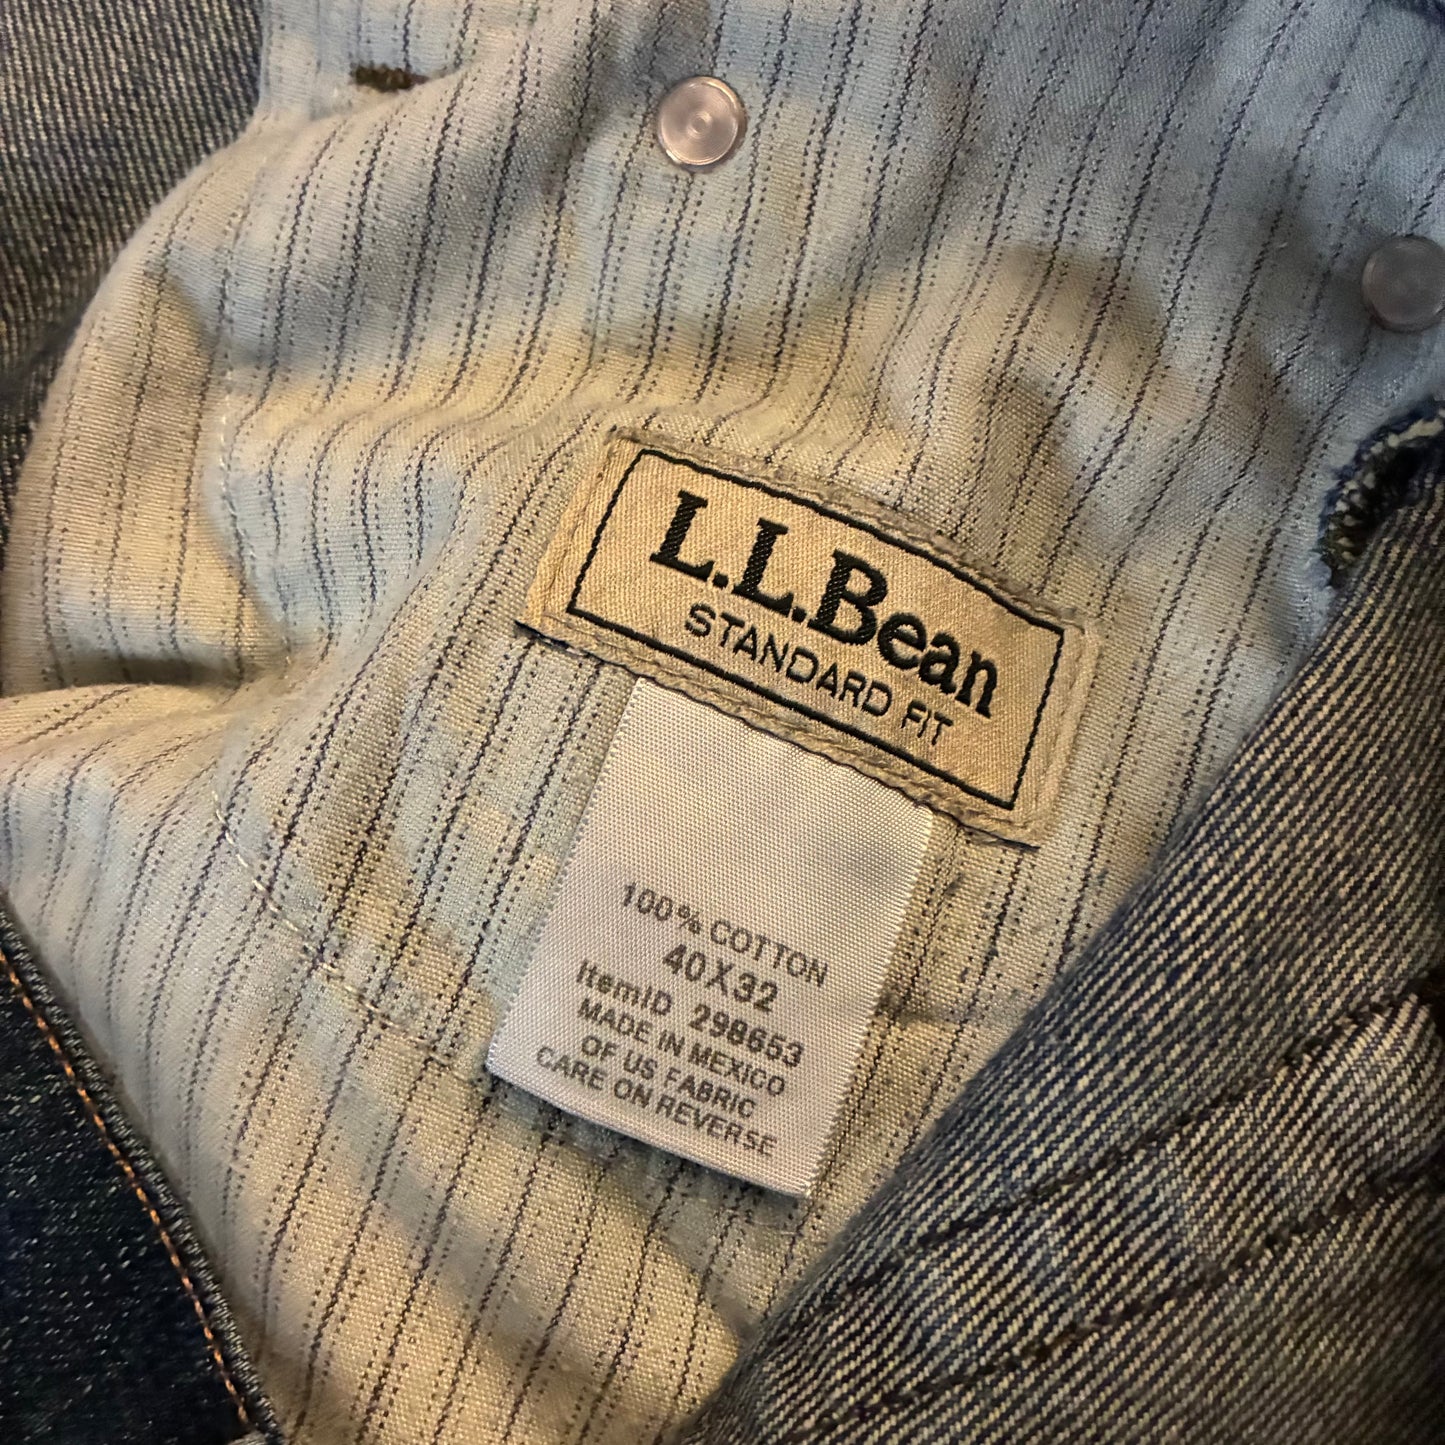 L.L.Bean
STANDARD FIT
100% COTTON
40X32
ItemID 298653
MADE IN MEXICO
OF US FABRIC
CARE ON REVERSE